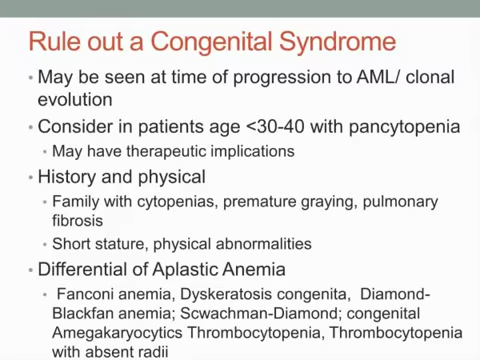 Rule out a Congenital Syndrome
• May be seen at time of progression to AML/ clonal
evolution
• Consider in patients age <30-40 with pancytopenia
• May have therapeutic implications
• History and physical
• Family with cytopenias, premature graying, pulmonary
fibrosis
• Short stature, physical abnormalities
• Differential of Aplastic Anemia
• Fanconi anemia, Dyskeratosis congenita, Diamond-
Blackfan anemia; Scwachman-Diamond; congenital
Amegakaryocytics Thrombocytopenia, Thrombocytopenia
with absent radii